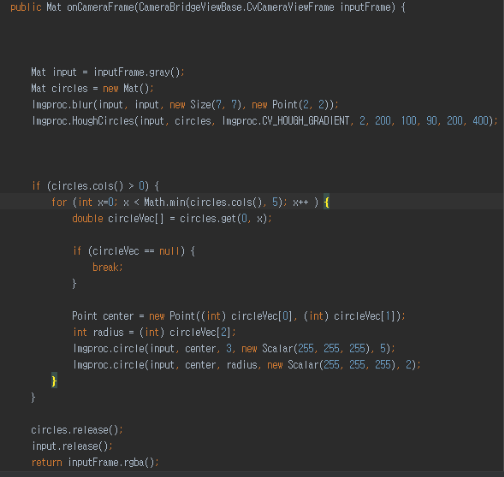 public Mat onCameraFrame(CameraBridgeViewBase.CvCameraViewFrame inputFrame) {
Mat input = inputFrame.gray();
Mat circles = new Mat();
Imgproc.blur(input, input, new Size(7, 7), new Point(2, 2));
Imgproc.HoughCircles(input, circles, Imgproc.CV_HOUGH_GRADIENT, 2, 200, 100, 90, 200, 400);
if (circles.cols() > 0) {
for (int x=0; x < Math.min(circles.cols(), 5); x++ ) {
double circleVec[] = circles.get(0, x);
if (circleVec == null) {
break;
}
Point center = new Point((int) circleVec[0], (int) circleVec[1]);
int radius = (int) circleVec[2];
Imgproc.circle(input, center, 3, new Scalar(255, 255, 255), 5);
Imgproc.circle(input, center, radius, new Scalar(255, 255, 255), 2);
}
}
circles.release();
input.release();
return inputFrame.rgba();